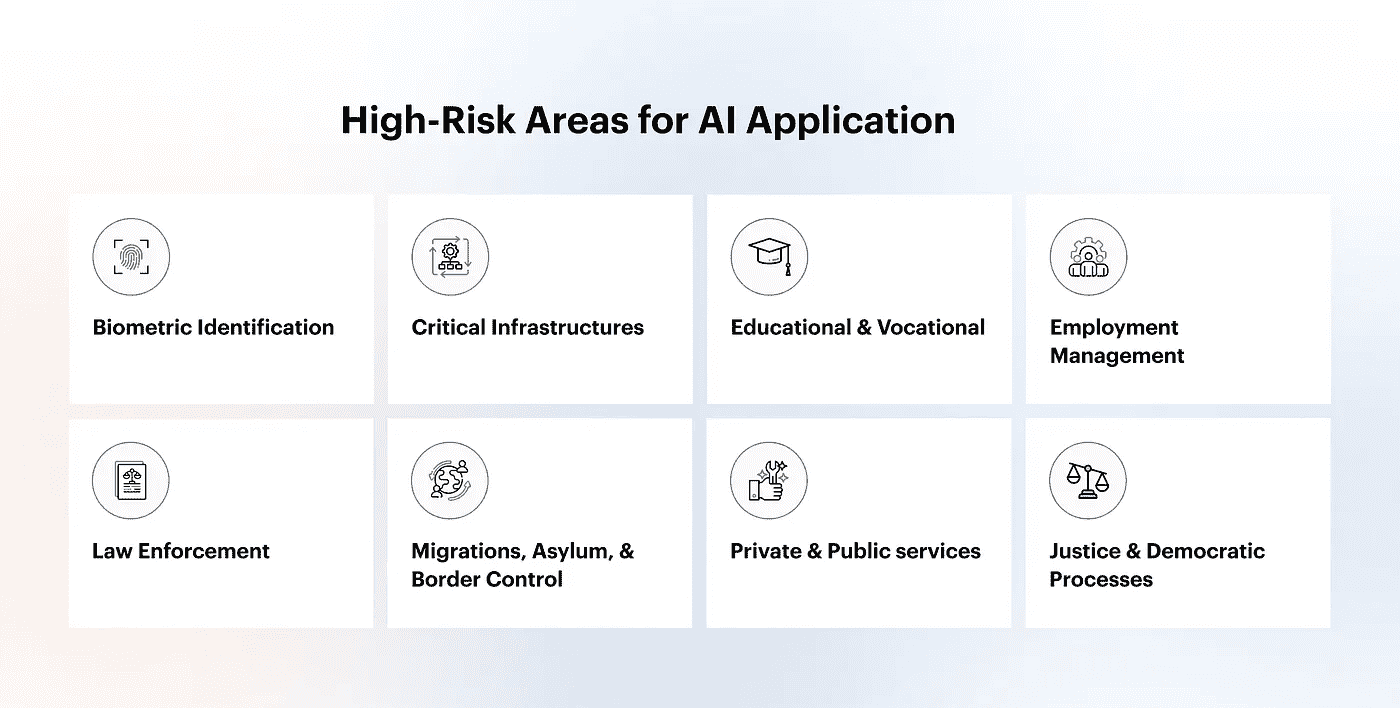 High-Risk Areas for AI Application
Biometric Identification
Critical Infrastructures
Educational & Vocational
Employment
Management
Law Enforcement
Migrations, Asylum, &
Border Control
Private & Public services
Justice & Democratic
Processes